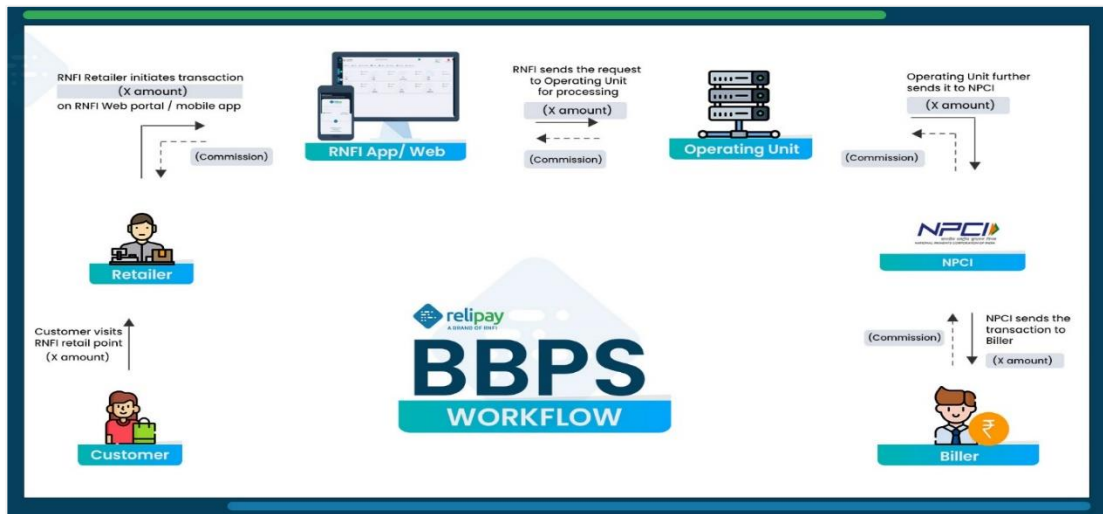 RNFI Retailer initiates transaction
(X amount)
on RNFI Web portal / mobile app
(Commission)
RNFI App/ Web
RNFI sends the request
to Operating Unit
for processing
(X amount)
(Commission)
Operating Unit
Operating Unit further
sends it to NPCI
(X amount)
(Commission)
Retailer
NPCI
NPCI
Customer visits
RNFI retail point
(X amount)
Customer
relipay
A BRAND OF RNFI
BBPS
WORKFLOW
(Commission)
NPCI sends the
transaction to
Biller
(X amount)
₹
Biller